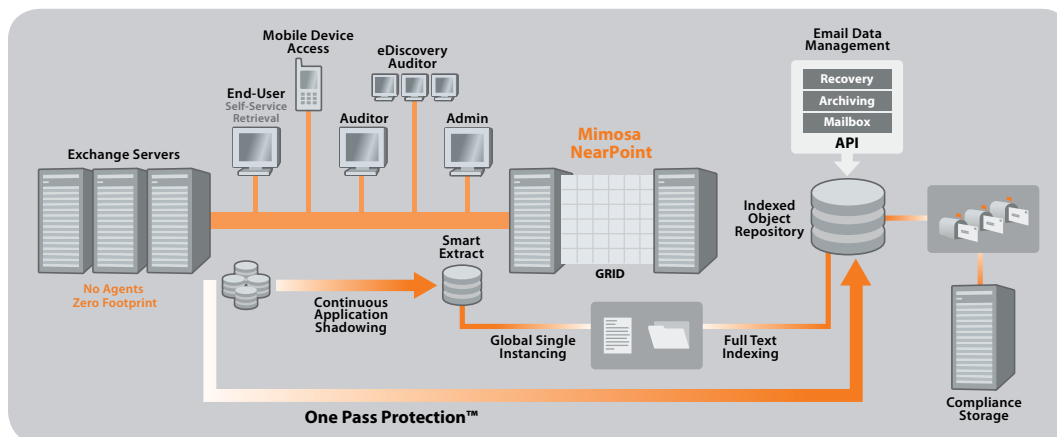 Mobile Device
Access
eDiscovery
Auditor
Email Data
Management
Recovery
Archiving
Mailbox
API
End-User
Self-Service
Retrieval
Auditor
Admin
Mimosa
NearPoint
Exchange Servers
No Agents
Zero Footprint
Smart
Extract
GRID
Indexed
Object
Repository
Continuous
Application
Shadowing
Global Single
Instancing
Full Text
Indexing
Compliance
Storage
One Pass Protection™